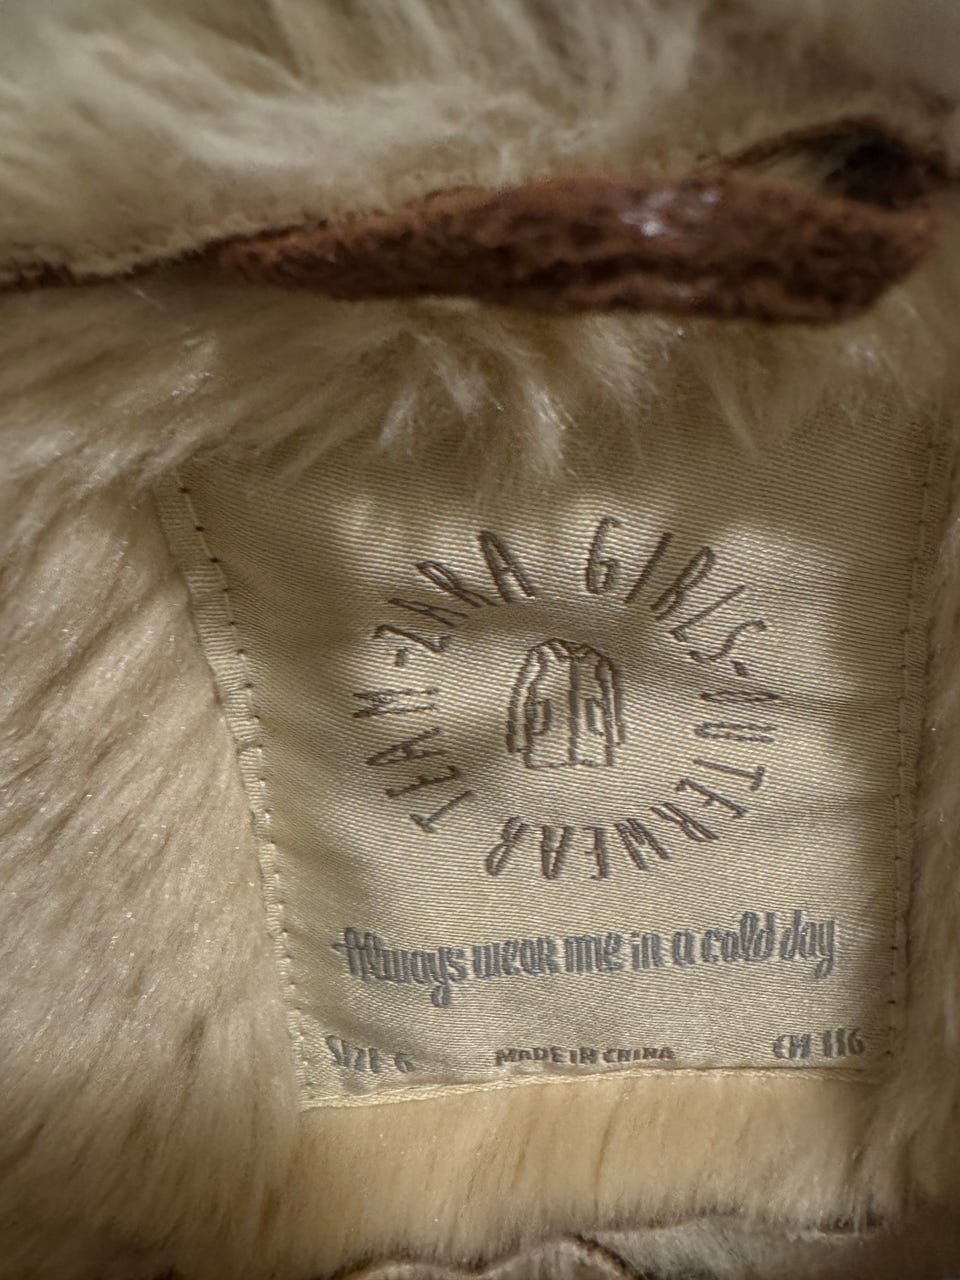 ZARA GIRLS-OUTERWEAR TEAM-
Always wear me in a cold day
SIZE 6 MADE IN CHINA CM 116